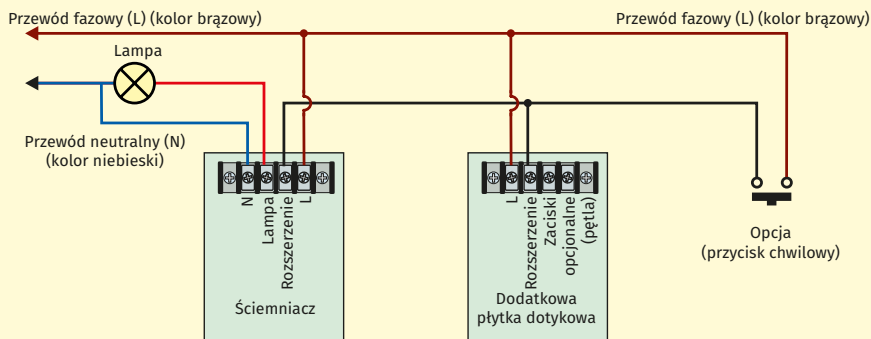 Przewód fazowy (L) (kolor brązowy)
Przewód fazowy (L) (kolor brązowy)
Lampa
Przewód neutralny (N)
(kolor niebieski)
N
Lampa
Rozszerzenie
L
Ściemniacz
L
Rozszerzenie
Zaciski
opcjonalne
(pętla)
Dodatkowa
płytka dotykowa
Opcja
(przycisk chwilowy)